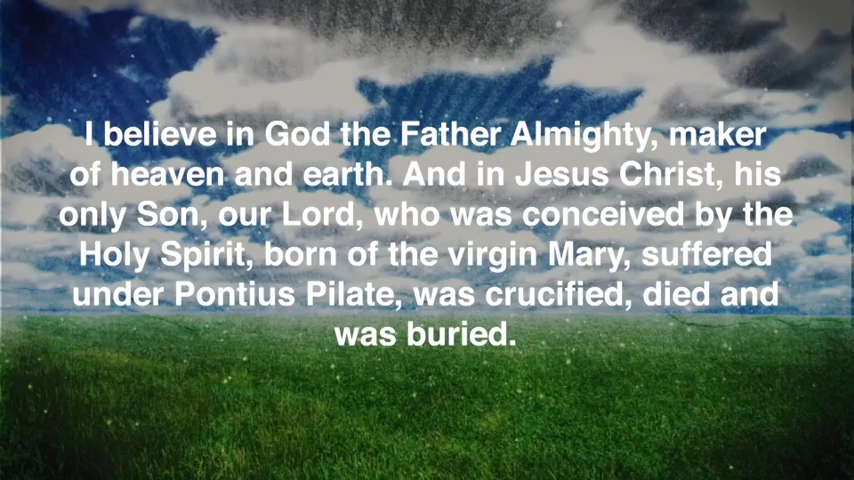 I believe in God the Father Almighty, maker
of heaven and earth. And in Jesus Christ, his
only Son, our Lord, who was conceived by the
Holy Spirit, born of the virgin Mary, suffered
under Pontius Pilate, was crucified, died and
was buried.